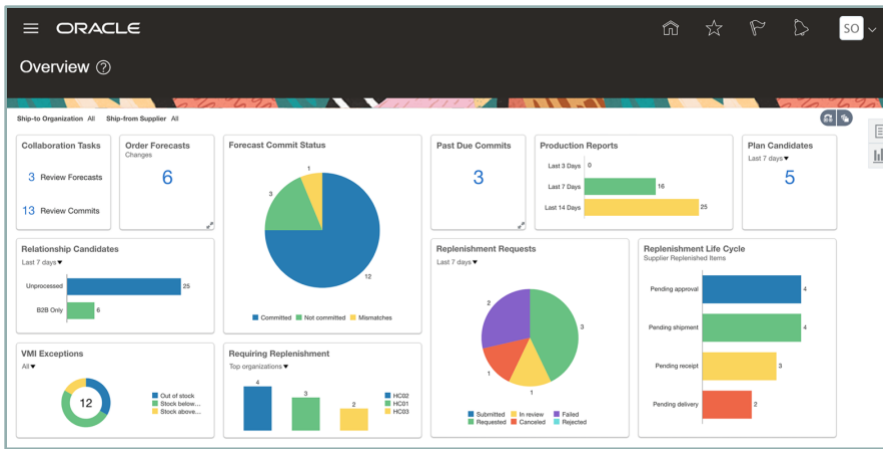 ORACLE
SO
Overview
Ship-to Organization All Ship-from Supplier All
Collaboration Tasks
3 Review Forecasts
13 Review Commits
Order Forecasts
Changes
6
Forecast Commit Status
1
3
12
Committed Not committed Mismatches
Past Due Commits
3
Production Reports
Last 3 Days 0
Last 7 Days 16
Last 14 Days 25
Plan Candidates
Last 7 days
5
Relationship Candidates
Last 7 days
Unprocessed 25
B2B Only 6
Replenishment Requests
Last 7 days
2
3
1
1
Submitted In review Failed
Requested Canceled Rejected
Replenishment Life Cycle
Supplier Replenished Items
Pending approval 4
Pending shipment 4
Pending receipt 3
Pending delivery 2
VMI Exceptions
All
12
Out of stock
Stock below...
Stock above...
Requiring Replenishment
Top organizations
4
3
2
HC02
HC01
HC03